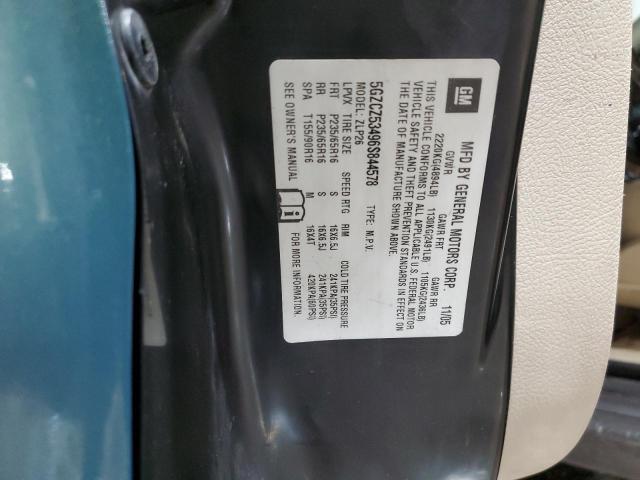 GM
MFD BY GENERAL MOTORS CORP. 11/05
GVWR GAWR FRT GAWR RR
2220KG(4894LB) 1130KG(2491LB) 1105KG(2436LB)
THIS VEHICLE CONFORMS TO ALL APPLICABLE U.S. FEDERAL MOTOR
VEHICLE SAFETY AND THEFT PREVENTION STANDARDS IN EFFECT ON
THE DATE OF MANUFACTURE SHOWN ABOVE.
5GZCZ53496S844578 TYPE: M.P.V.
MODEL: ZLP26
LPVX TIRE SIZE SPEED RTG RIM COLD TIRE PRESSURE
FRT P235/65R16 S 16X6.5J 241KPA(35PSI)
RR P235/65R16 S 16X6.5J 241KPA(35PSI)
SPA T155/90R16 M 16X4T 420KPA(60PSI)
SEE OWNER'S MANUAL i FOR MORE INFORMATION.